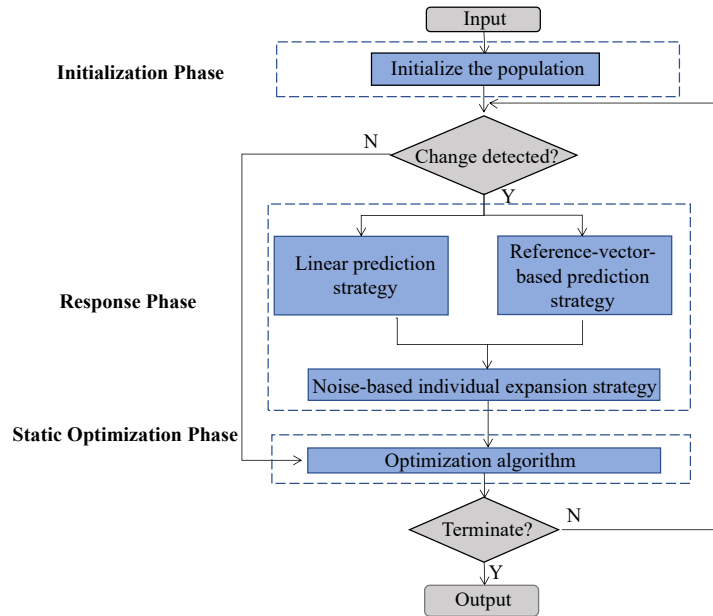 Input
Initialization Phase
Initialize the population
N
Change detected?
Y
Linear prediction
strategy
Reference-vector-
based prediction
strategy
Response Phase
Noise-based individual expansion strategy
Static Optimization Phase
Optimization algorithm
Terminate?
N
Y
Output